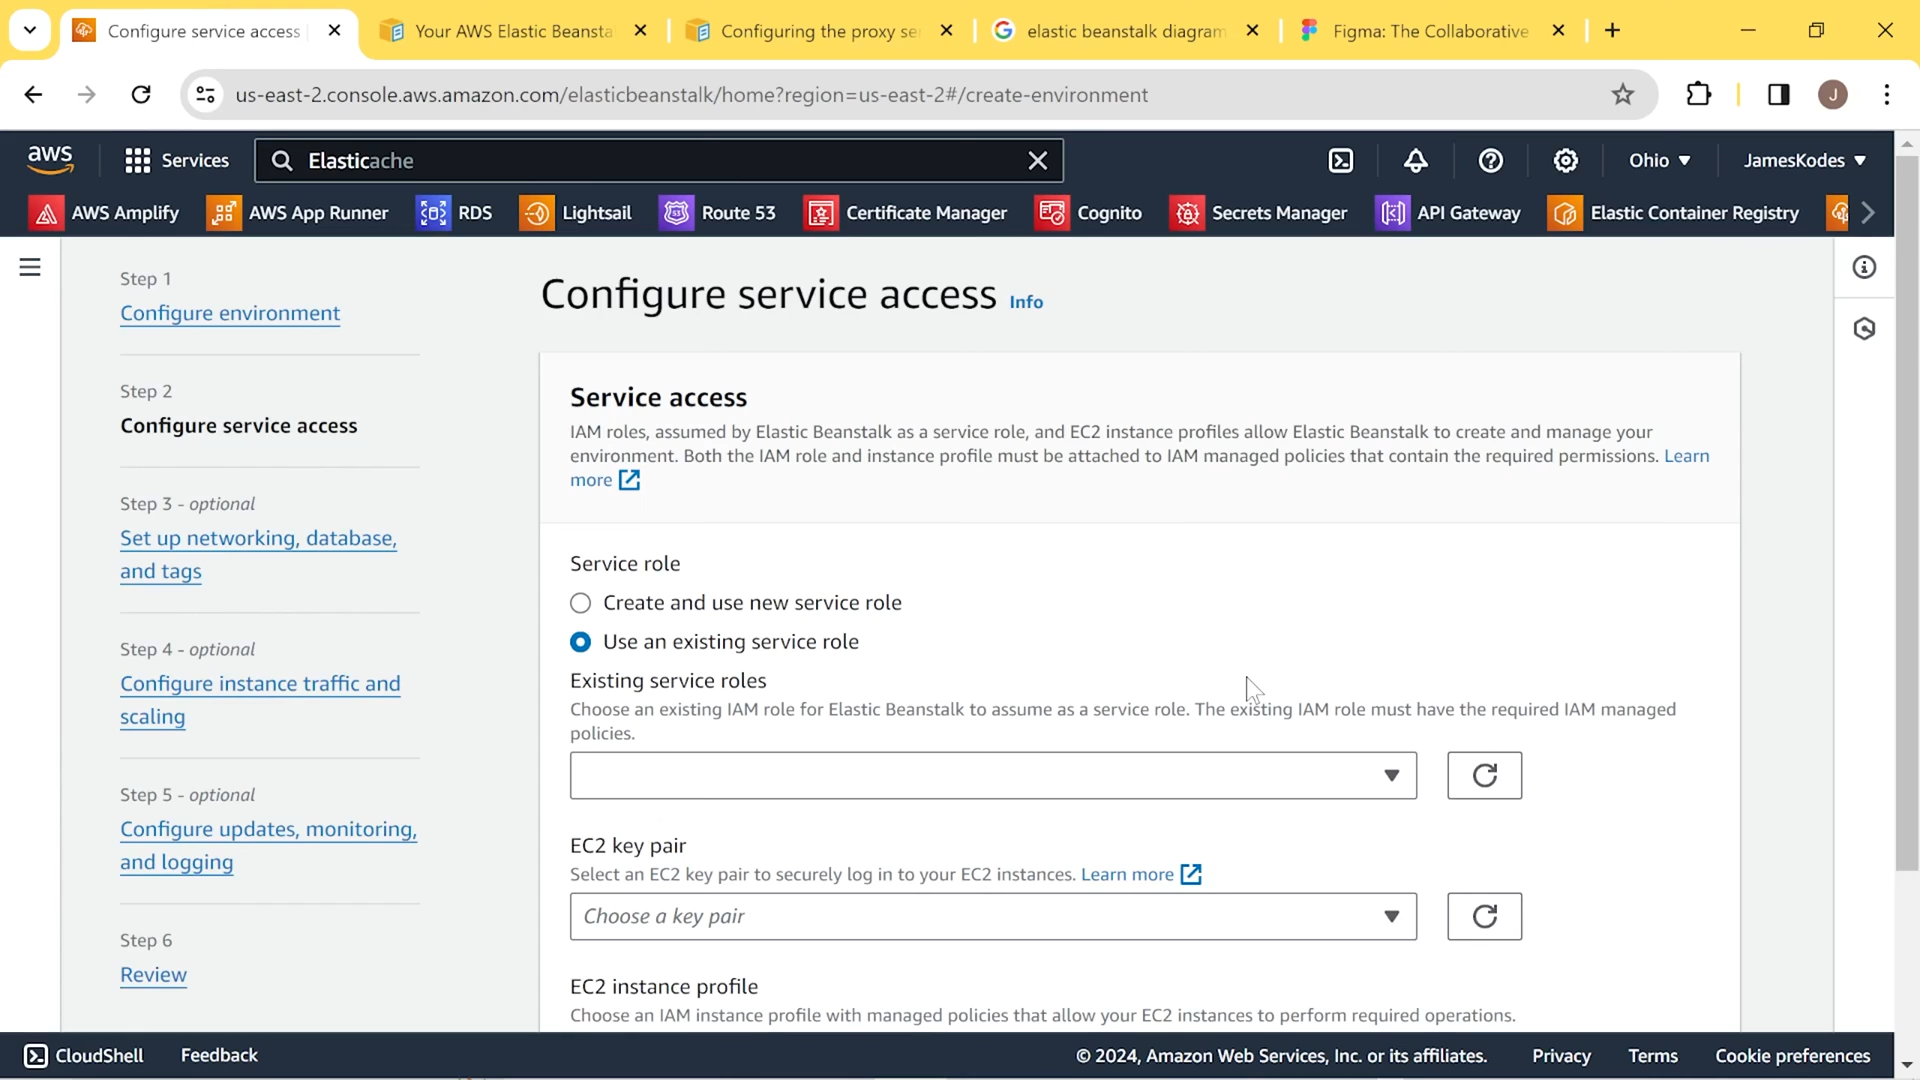 Configure service access
Your AWS Elastic Beansta
Configuring the proxy se
elastic beanstalk diagram
Figma: The Collaborative
us-east-2.console.aws.amazon.com/elasticbeanstalk/home?region=us-east-2#/create-environment
J
aws
Services
Elasticache
Ohio
JamesKodes
AWS Amplify
AWS App Runner
RDS
Lightsail
Route 53
Certificate Manager
Cognito
Secrets Manager
API Gateway
Elastic Container Registry
Step 1
Configure environment
Step 2
Configure service access
Step 3 - optional
Set up networking, database,
and tags
Step 4 - optional
Configure instance traffic and
scaling
Step 5 - optional
Configure updates, monitoring,
and logging
Step 6
Review
Configure service access Info
Service access
IAM roles, assumed by Elastic Beanstalk as a service role, and EC2 instance profiles allow Elastic Beanstalk to create and manage your
environment. Both the IAM role and instance profile must be attached to IAM managed policies that contain the required permissions. Learn
more
Service role
Create and use new service role
Use an existing service role
Existing service roles
Choose an existing IAM role for Elastic Beanstalk to assume as a service role. The existing IAM role must have the required IAM managed
policies.
EC2 key pair
Select an EC2 key pair to securely log in to your EC2 instances. Learn more
Choose a key pair
EC2 instance profile
Choose an IAM instance profile with managed policies that allow your EC2 instances to perform required operations.
CloudShell
Feedback
© 2024, Amazon Web Services, Inc. or its affiliates.
Privacy
Terms
Cookie preferences